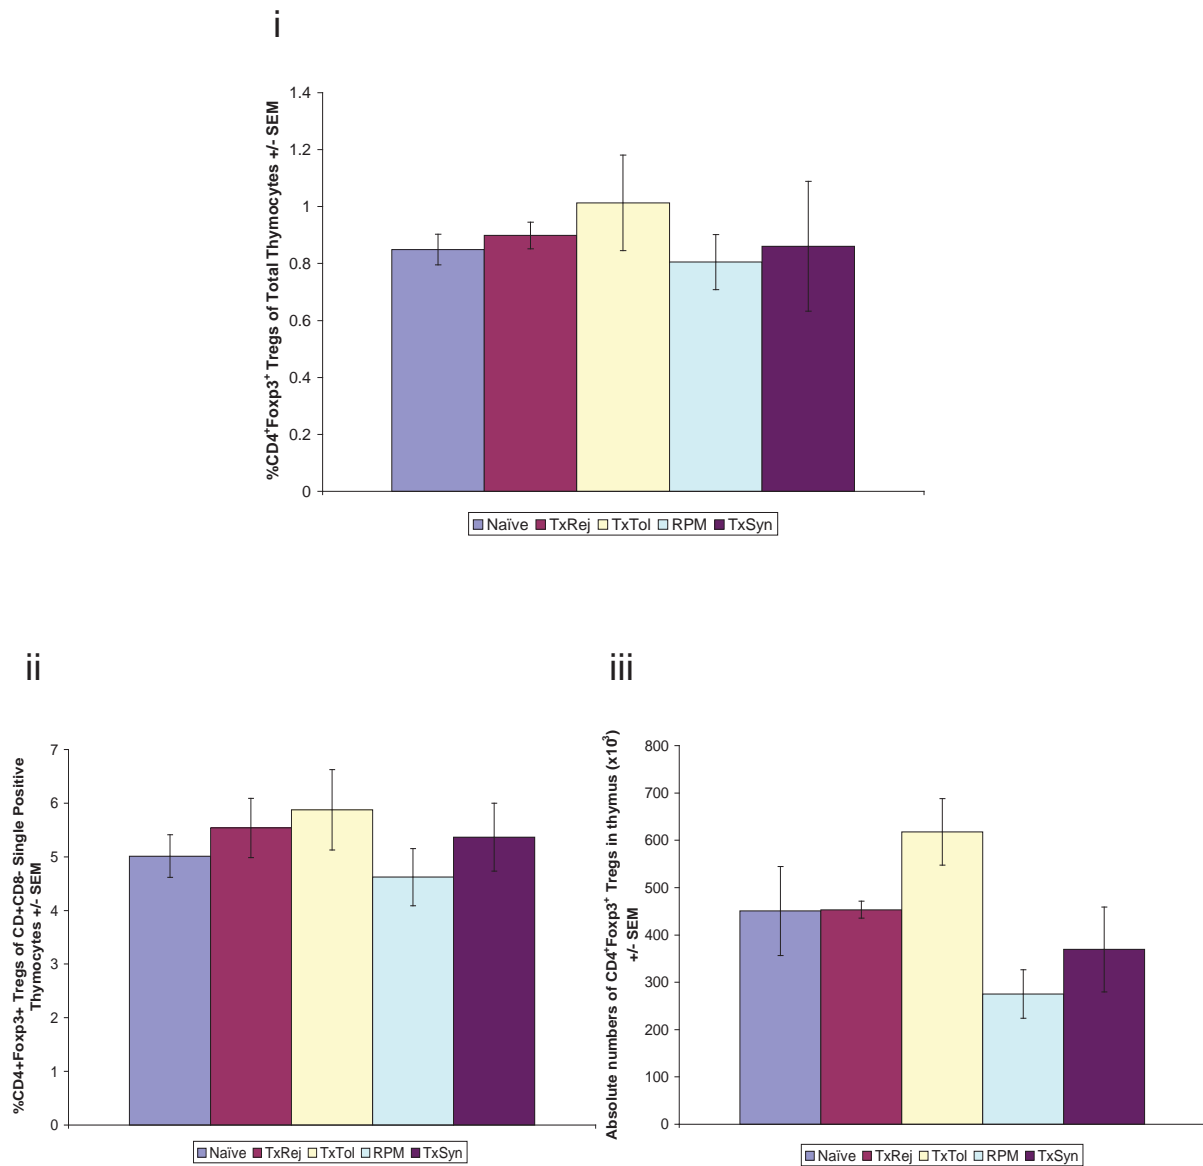 i
%CD4⁺Foxp3⁺ Tregs of Total Thymocytes +/- SEM
1.4
1.2
1
0.8
0.6
0.4
0.2
0
Naïve TxRej TxTol RPM TxSyn
ii
%CD4+Foxp3+ Tregs of CD+CD8- Single Positive
Thymocytes +/- SEM
7
6
5
4
3
2
1
0
Naïve TxRej TxTol RPM TxSyn
iii
Absolute numbers of CD4⁺Foxp3⁺ Tregs in thymus (x10³)
+/- SEM
800
700
600
500
400
300
200
100
0
Naïve TxRej TxTol RPM TxSyn